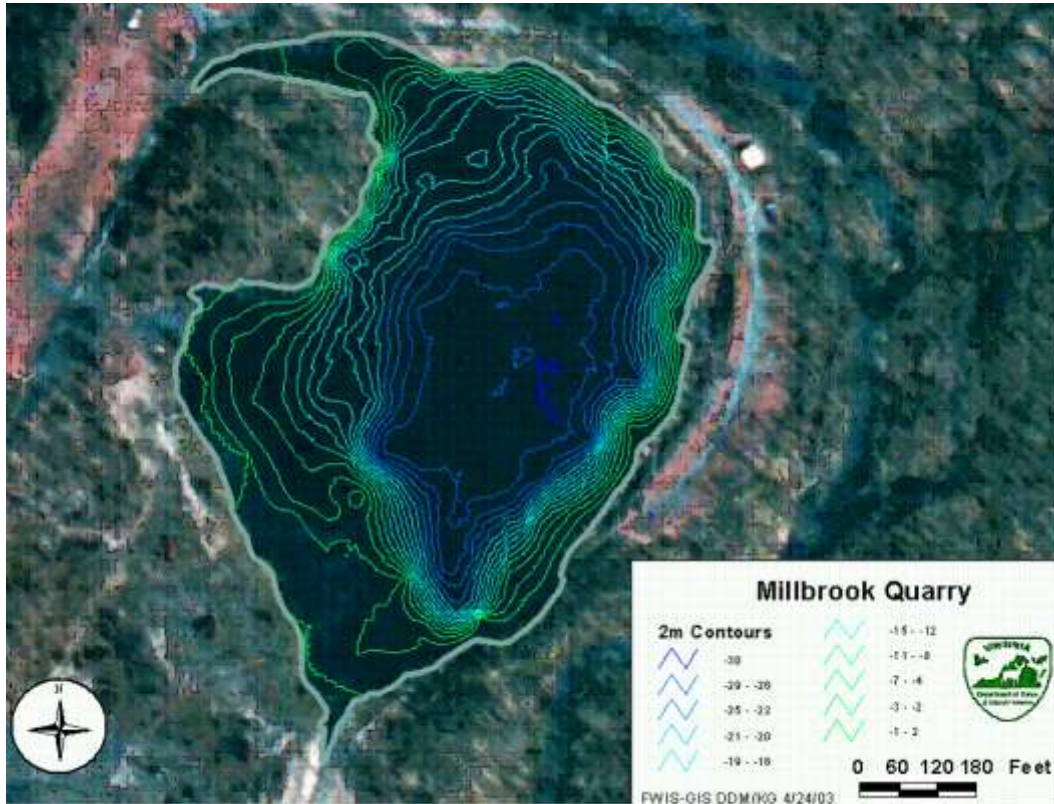 N
Millbrook Quarry
2m Contours
-30
-29 - -26
-25 - -22
-21 - -20
-19 - -16
-15 - -12
-11 - -8
-7 - -4
-3 - -2
-1 - 2
VIRGINIA
0 60 120 180 Feet
FWIS-GIS DDM/KG 4/24/03